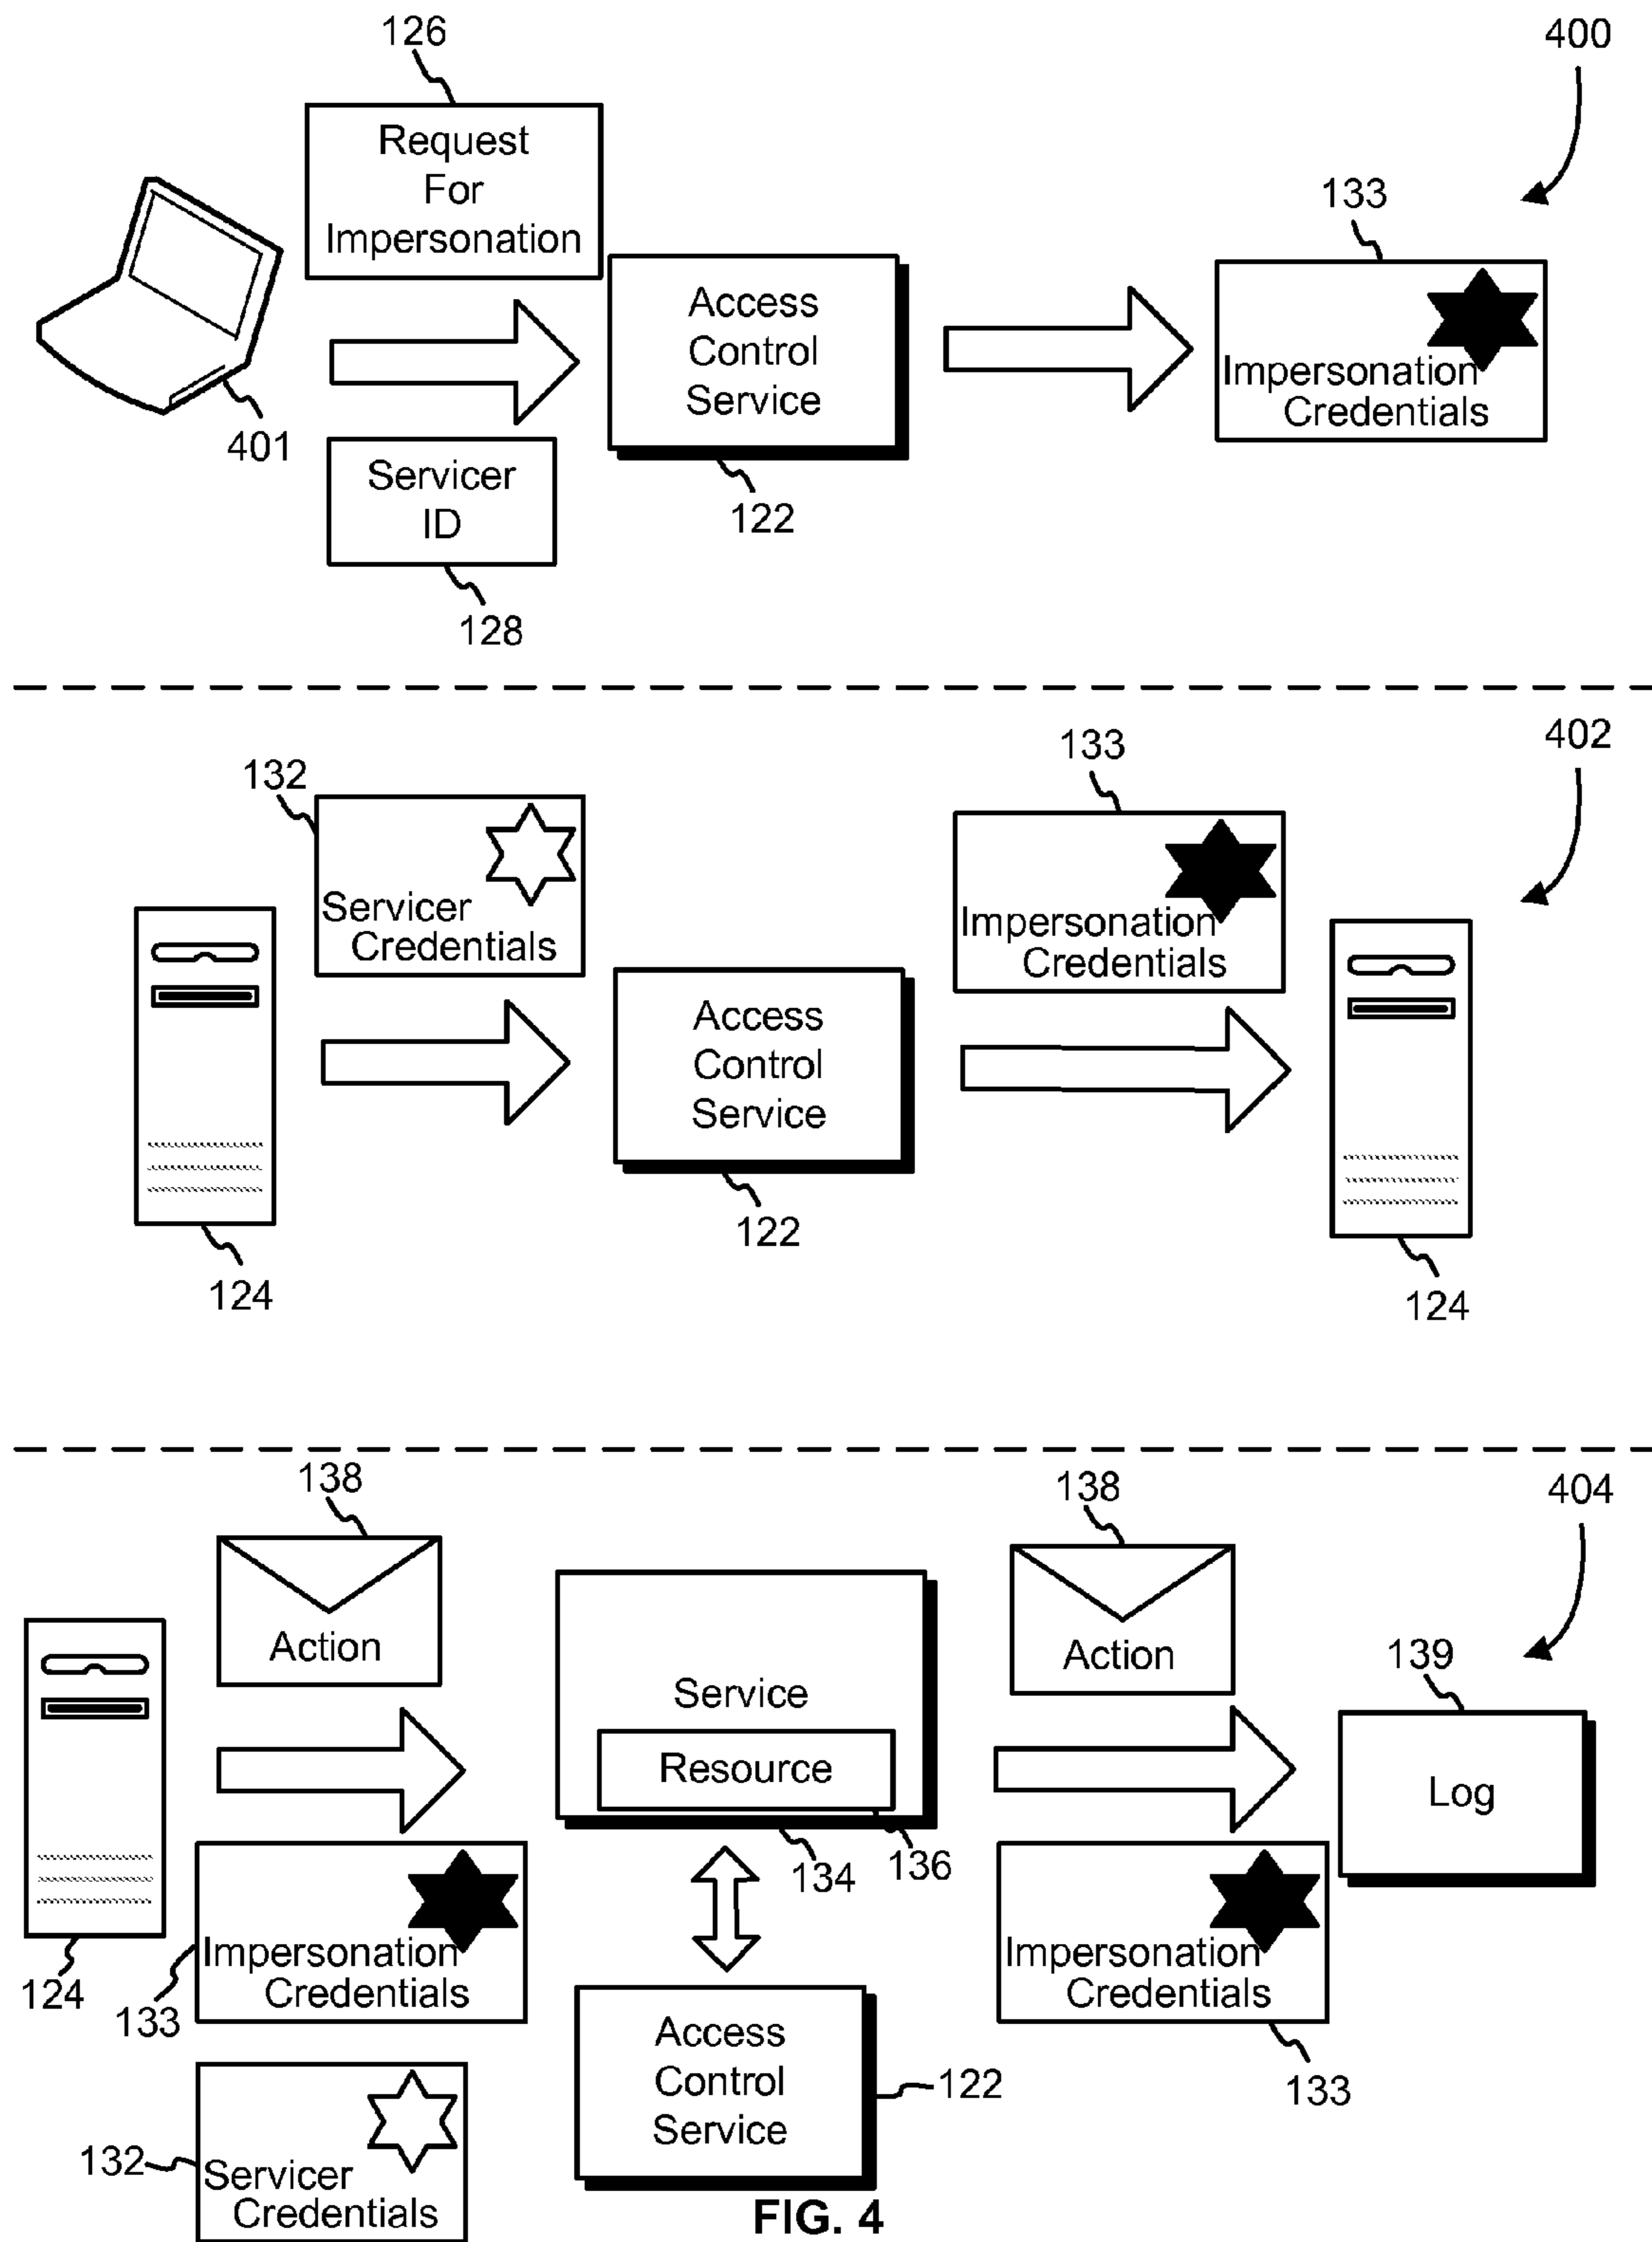 126
400
Request
For
Impersonation
133
Access
Control
Service
Impersonation
Credentials
401
Servicer
ID
122
128
402
133
132
Servicer
Credentials
Impersonation
Credentials
Access
Control
Service
122
124
124
138
138
404
Action
Action
139
Service
Resource
Log
134
136
Impersonation
Credentials
Impersonation
Credentials
124
133
Access
Control
Service
122
133
132
Servicer
Credentials
FIG. 4